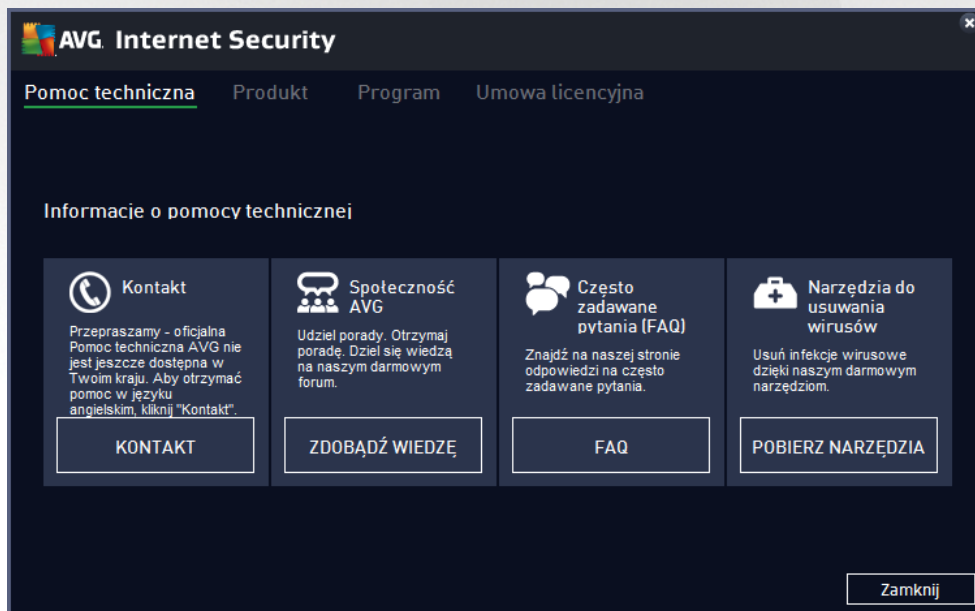 AVG. Internet Security
Pomoc techniczna Produkt Program Umowa licencyjna
Informacje o pomocy technicznej
Kontakt
Przepraszamy - oficjalna
Pomoc techniczna AVG nie
jest jeszcze dostępna w
Twoim kraju. Aby otrzymać
pomoc w języku
angielskim, kliknij "Kontakt".
KONTAKT
Społeczność
AVG
Udziel porady. Otrzymaj
poradę. Dziel się wiedzą
na naszym darmowym
forum.
ZDOBĄDŹ WIEDZĘ
Często
zadawane
pytania (FAQ)
Znajdź na naszej stronie
odpowiedzi na często
zadawane pytania.
FAQ
Narzędzia do
usuwania
wirusów
Usuń infekcje wirusowe
dzięki naszym darmowym
narzędziom.
POBIERZ NARZĘDZIA
Zamknij